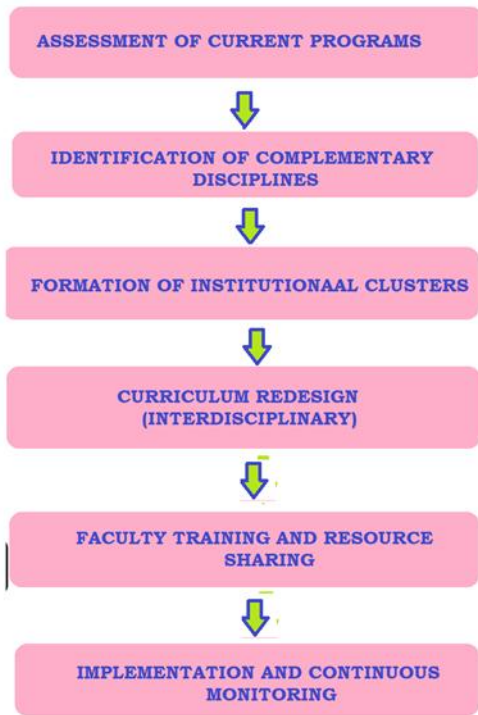 ASSESSMENT OF CURRENT PROGRAMS
IDENTIFICATION OF COMPLEMENTARY
DISCIPLINES
FORMATION OF INSTITUTIONAAL CLUSTERS
CURRICULUM REDESIGN
(INTERDISCIPLINARY)
FACULTY TRAINING AND RESOURCE
SHARING
IMPLEMENTATION AND CONTINUOUS
MONITORING